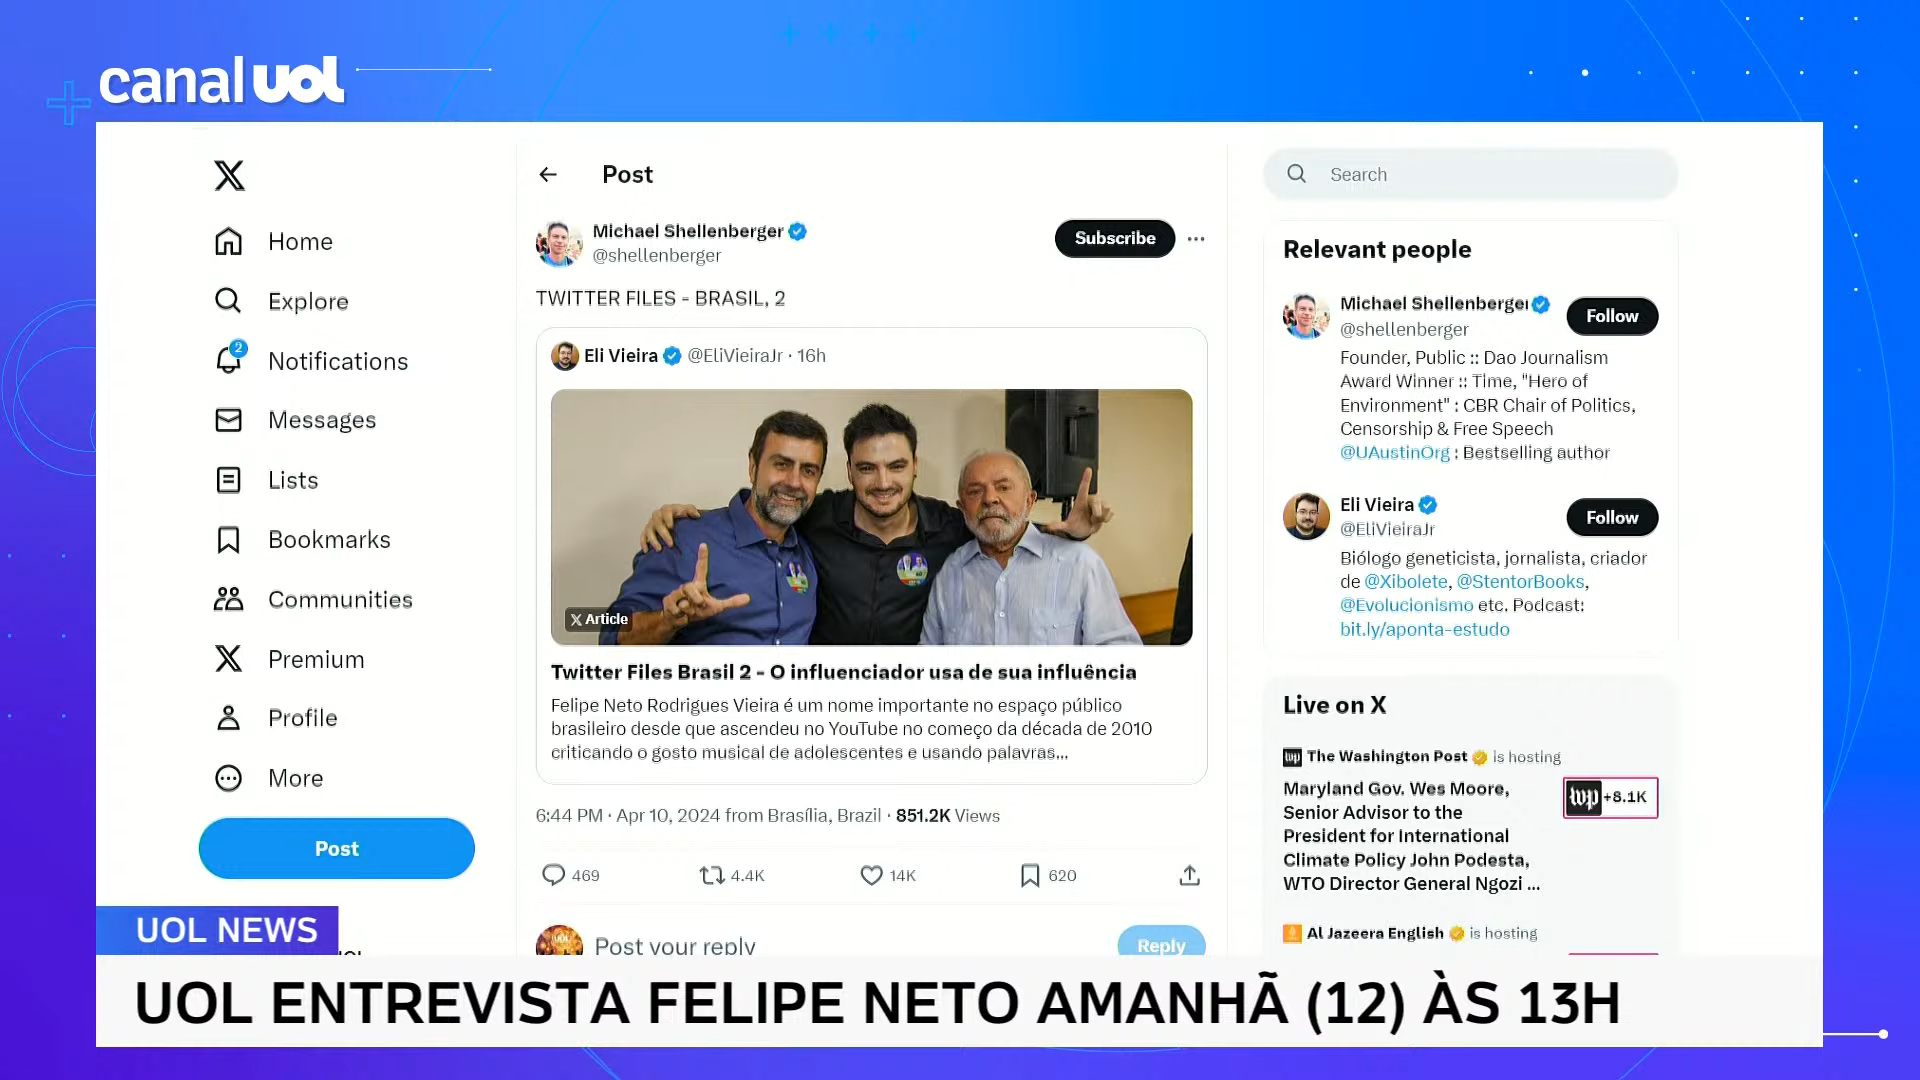 canal uol
Home
Explore
2
Notifications
Messages
Lists
Bookmarks
Communities
Premium
Profile
More
Post
Post
Michael Shellenberger
@shellenberger
Subscribe
TWITTER FILES - BRASIL, 2
Eli Vieira @EliVieiraJr · 16h
X Article
Twitter Files Brasil 2 - O influenciador usa de sua influência
Felipe Neto Rodrigues Vieira é um nome importante no espaço público
brasileiro desde que ascendeu no YouTube no começo da década de 2010
criticando o gosto musical de adolescentes e usando palavras...
6:44 PM · Apr 10, 2024 from Brasília, Brazil · 851.2K Views
469
4.4K
14K
620
Post your reply
Reply
Search
Relevant people
Michael Shellenberger
@shellenberger
Follow
Founder, Public :: Dao Journalism
Award Winner :: Time, "Hero of
Environment" : CBR Chair of Politics,
Censorship & Free Speech
@UAustinOrg : Bestselling author
Eli Vieira
@EliVieiraJr
Follow
Biólogo geneticista, jornalista, criador
de @Xibolete, @StentorBooks,
@Evolucionismo etc. Podcast:
bit.ly/aponta-estudo
Live on X
wp The Washington Post is hosting
Maryland Gov. Wes Moore,
Senior Advisor to the
President for International
Climate Policy John Podesta,
WTO Director General Ngozi ...
wp +8.1K
Al Jazeera English is hosting
UOL NEWS
UOL ENTREVISTA FELIPE NETO AMANHÃ (12) ÀS 13H